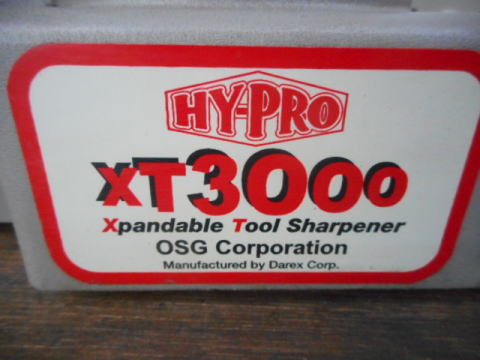 HY-PRO
XT3000
Xpandable Tool Sharpener
OSG Corporation
Manufactured by Darex Corp.